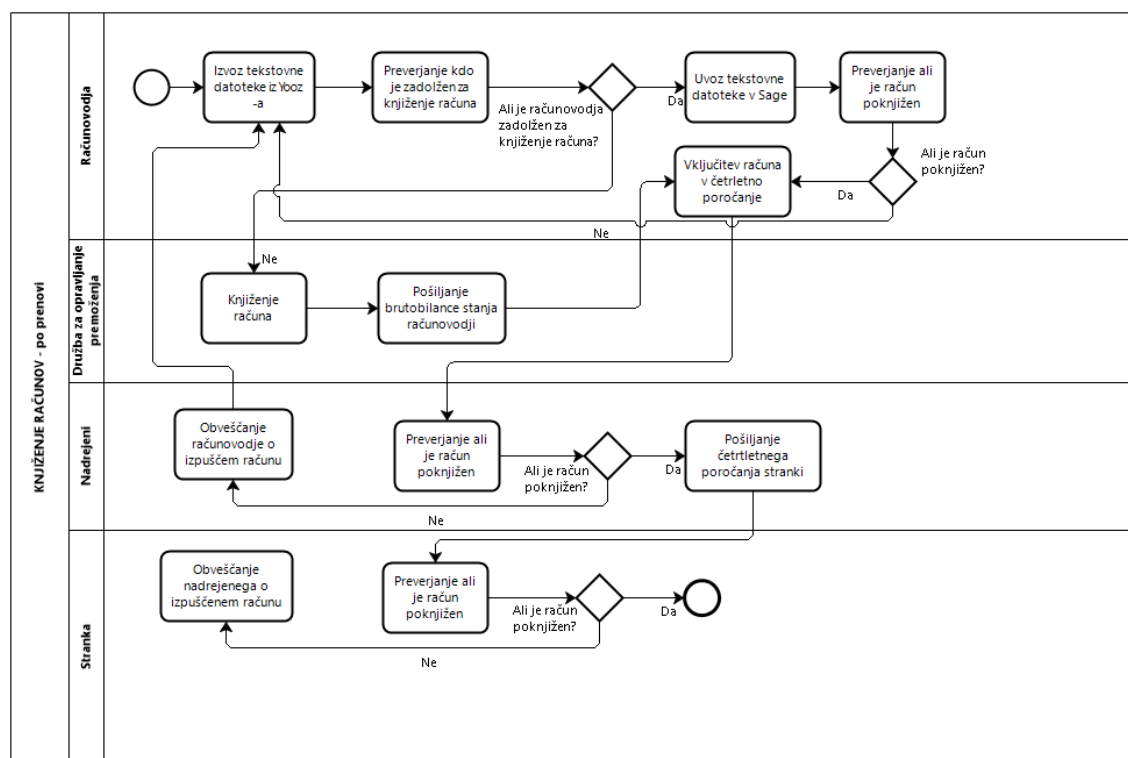 KNJIŽENJE RAČUNOV - po prenovi
Računovodja
Izvoz tekstovne
datoteke iz Yooz
-a
Preverjanje kdo
je zadolžen za
knjiženje računa
Ali je računovodja
zadolžen za
knjiženje računa?
Da
Uvoz tekstovne
datoteke v Sage
Preverjanje ali
je račun
poknjižen
Ali je račun
poknjižen?
Vključitev računa
v četrletno
poročanje
Da
Ne
Družba za opravljanje
premoženja
Ne
Knjiženje
računa
Pošiljanje
brutobilance stanja
računovodji
Nadrejeni
Obveščanje
računovodje o
izpuščem računu
Preverjanje ali
je račun
poknjižen
Ali je račun
poknjižen?
Da
Pošiljanje
četrtletnega
poročanja stranki
Ne
Stranka
Obveščanje
nadrejenega o
izpuščenem računu
Preverjanje ali
je račun
poknjižen
Ali je račun
poknjižen?
Da
Ne